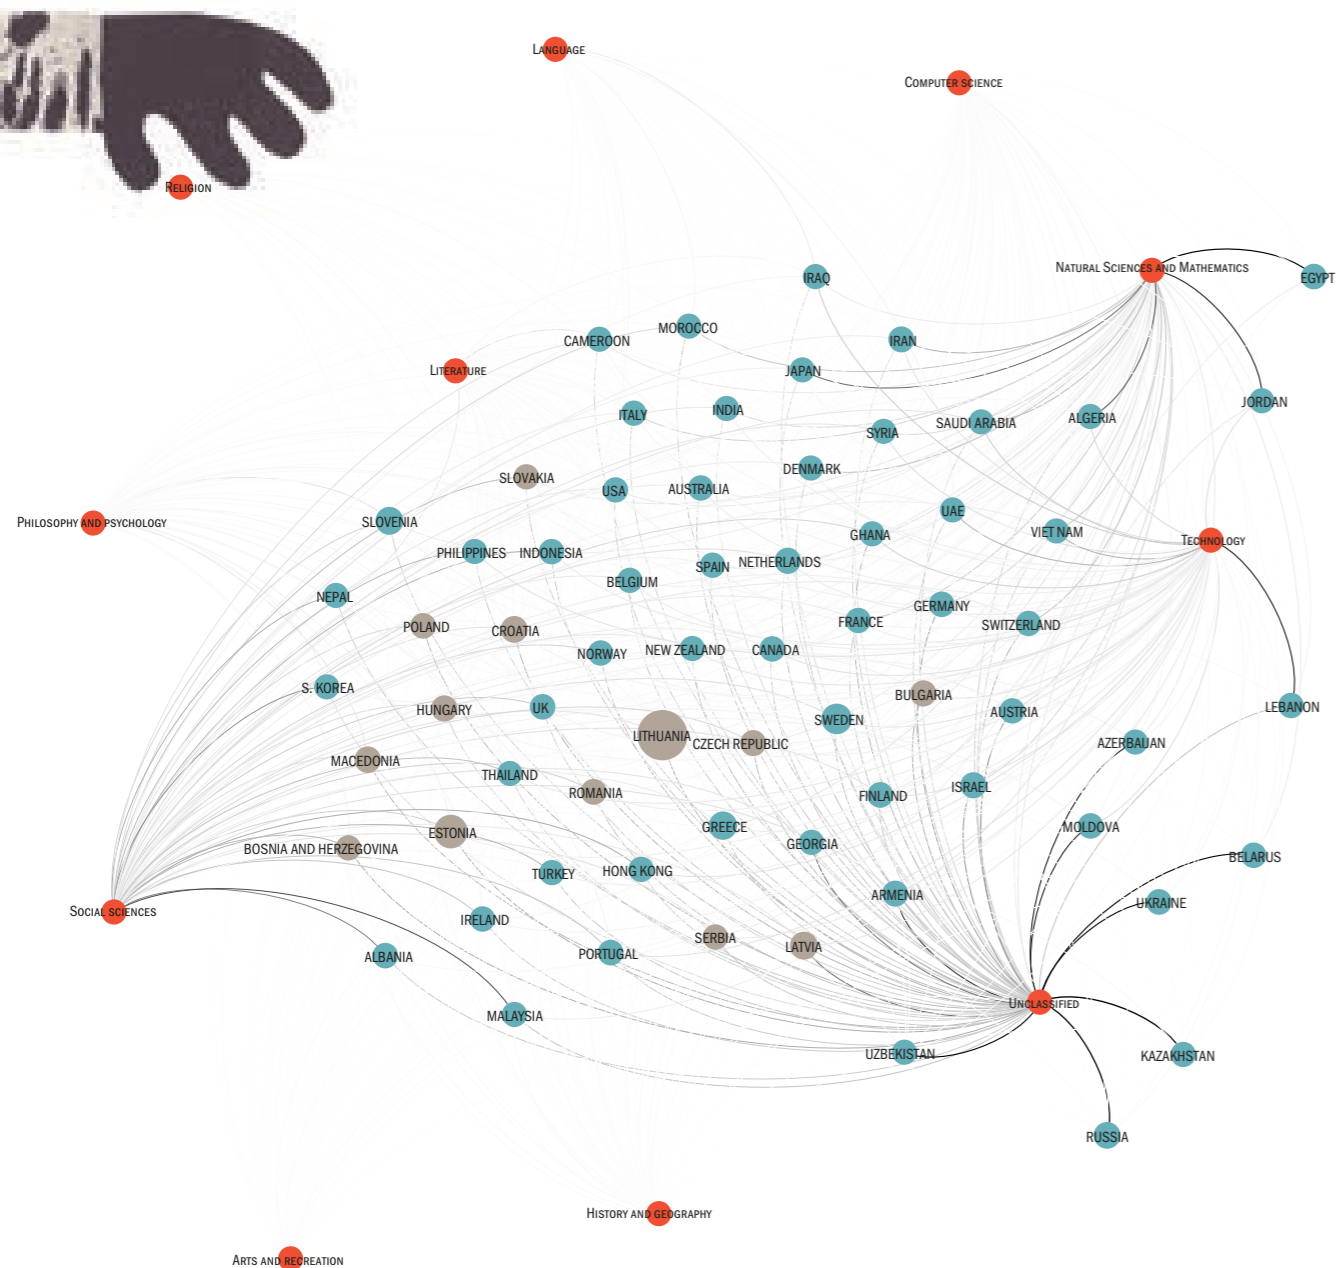 Language
Computer science
Religion
Natural Sciences and Mathematics
EGYPT
IRAQ
MOROCCO
CAMEROON
IRAN
Literature
JAPAN
JORDAN
ITALY
INDIA
ALGERIA
SAUDI ARABIA
SYRIA
DENMARK
SLOVAKIA
USA
AUSTRALIA
UAE
Philosophy and psychology
SLOVENIA
GHANA
VIET NAM
Technology
PHILIPPINES
INDONESIA
SPAIN
NETHERLANDS
BELGIUM
NEPAL
GERMANY
POLAND
CROATIA
FRANCE
SWITZERLAND
NORWAY
NEW ZEALAND
CANADA
S. KOREA
BULGARIA
HUNGARY
UK
AUSTRIA
LEBANON
SWEDEN
LITHUANIA
CZECH REPUBLIC
AZERBAIJAN
MACEDONIA
THAILAND
ROMANIA
FINLAND
ISRAEL
GREECE
MOLDOVA
ESTONIA
GEORGIA
BOSNIA AND HERZEGOVINA
BELARUS
TURKEY
HONG KONG
ARMENIA
UKRAINE
Social sciences
IRELAND
SERBIA
LATVIA
PORTUGAL
ALBANIA
Unclassified
MALAYSIA
UZBEKISTAN
KAZAKHSTAN
RUSSIA
History and geography
Arts and recreation